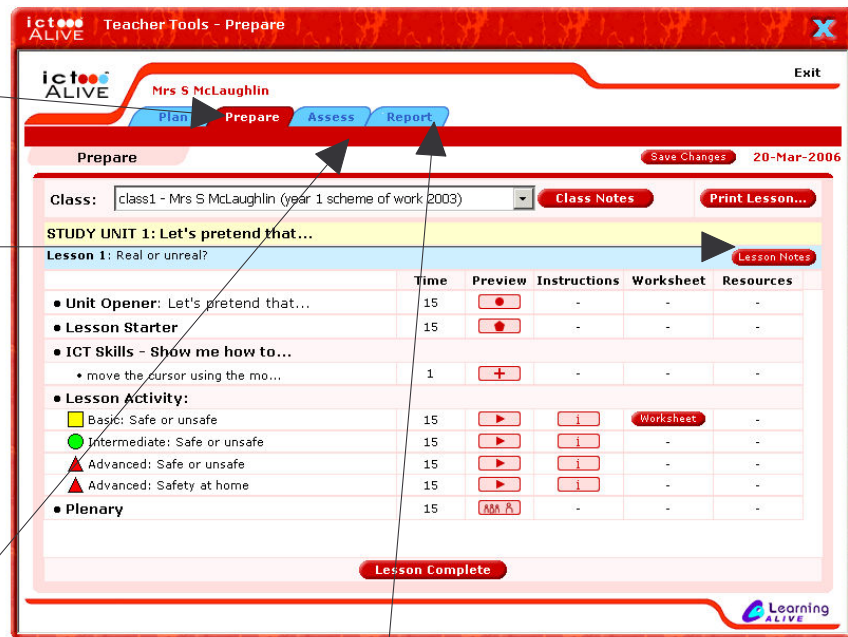 ict ALIVE Teacher Tools - Prepare X
Exit
ict ALIVE
Mrs S McLaughlin
Plan Prepare Assess Report
Prepare Save Changes 20-Mar-2006
Class: class1 - Mrs S McLaughlin (year 1 scheme of work 2003) Class Notes Print Lesson...
STUDY UNIT 1: Let's pretend that...
Lesson 1: Real or unreal? Lesson Notes
Time Preview Instructions Worksheet Resources
• Unit Opener: Let's pretend that... 15 - - -
• Lesson Starter 15 - - -
• ICT Skills - Show me how to...
• move the cursor using the mo... 1 + - - -
• Lesson Activity:
Basic: Safe or unsafe 15 i Worksheet -
Intermediate: Safe or unsafe 15 i - -
Advanced: Safe or unsafe 15 i - -
Advanced: Safety at home 15 i - -
• Plenary 15 - - -
Lesson Complete
Learning ALIVE